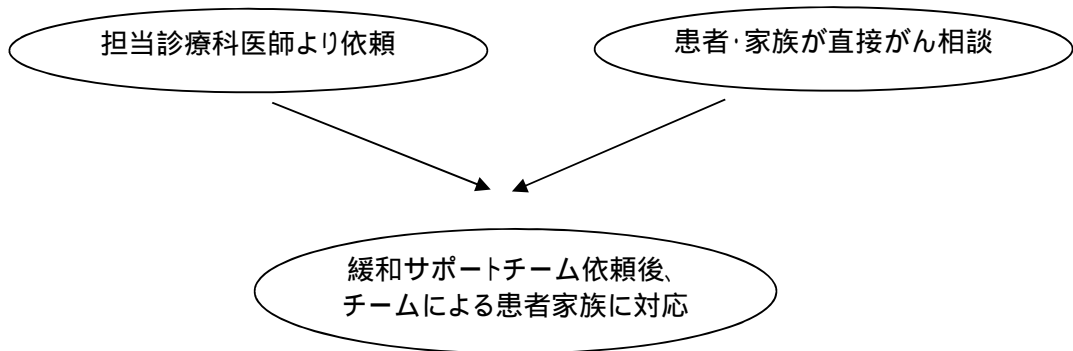 担当診療科医師より依頼
患者・家族が直接がん相談
緩和サポートチーム依頼後、
チームによる患者家族に対応